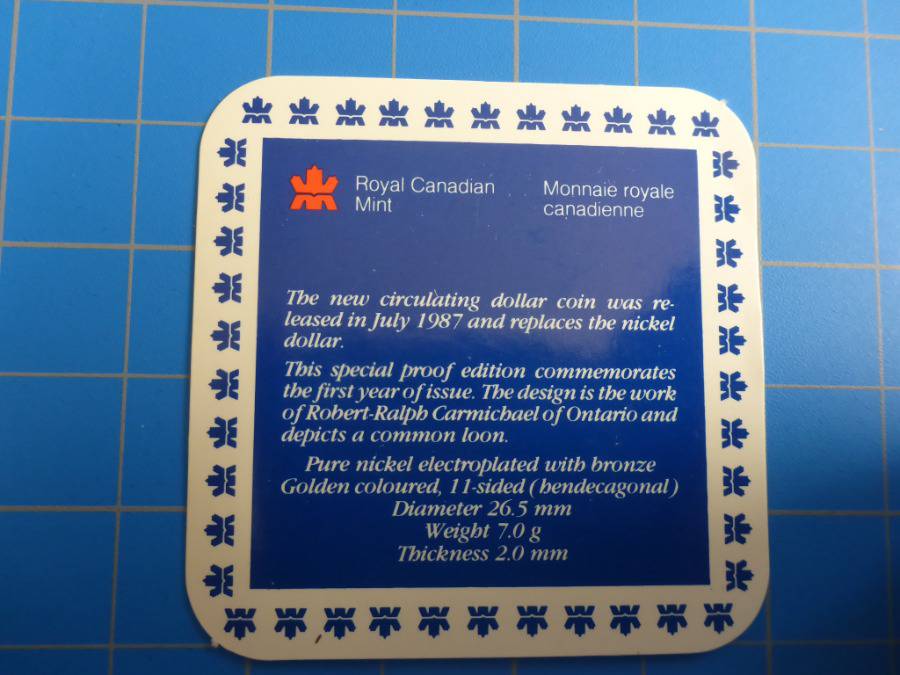 Royal Canadian
Mint
Monnaie royale
canadienne
The new circulating dollar coin was re-
leased in July 1987 and replaces the nickel
dollar.
This special proof edition commemorates
the first year of issue. The design is the work
of Robert-Ralph Carmichael of Ontario and
depicts a common loon.
Pure nickel electroplated with bronze
Golden coloured, 11-sided (hendecagonal)
Diameter 26.5 mm
Weight 7.0 g
Thickness 2.0 mm